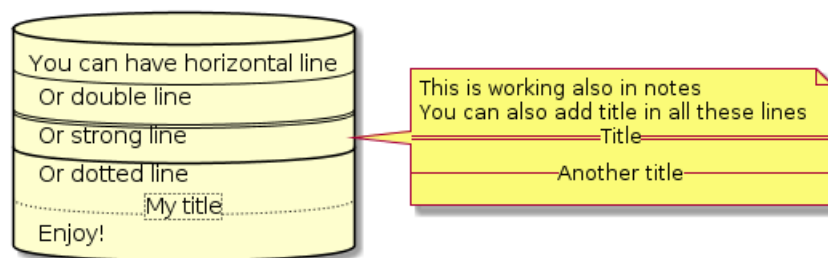 You can have horizontal line
Or double line
Or strong line
Or dotted line
My title
Enjoy!
This is working also in notes
You can also add title in all these lines
Title
Another title